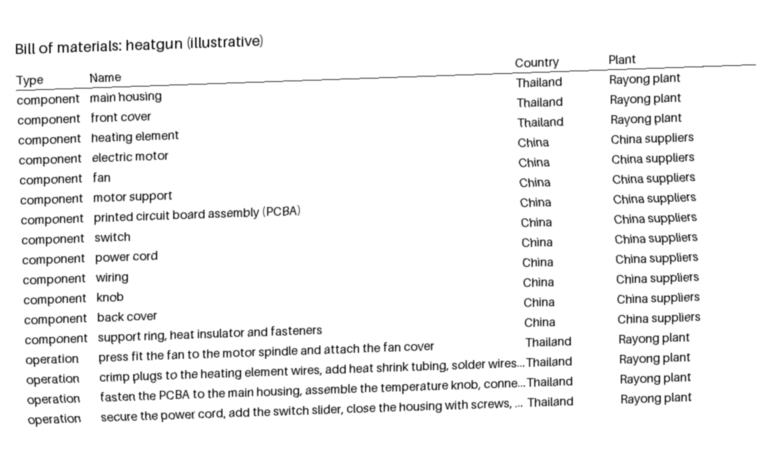 Bill of materials: heatgun (illustrative)
Type Name Country Plant
component main housing Thailand Rayong plant
component front cover Thailand Rayong plant
component heating element Thailand Rayong plant
component electric motor China China suppliers
component fan China China suppliers
component motor support China China suppliers
component printed circuit board assembly (PCBA) China China suppliers
component switch China China suppliers
component power cord China China suppliers
component wiring China China suppliers
component knob China China suppliers
component back cover China China suppliers
component support ring, heat insulator and fasteners China China suppliers
operation press fit the fan to the motor spindle and attach the fan cover Thailand Rayong plant
operation crimp plugs to the heating element wires, add heat shrink tubing, solder wires... Thailand Rayong plant
operation fasten the PCBA to the main housing, assemble the temperature knob, conne... Thailand Rayong plant
operation secure the power cord, add the switch slider, close the housing with screws, ... Thailand Rayong plant